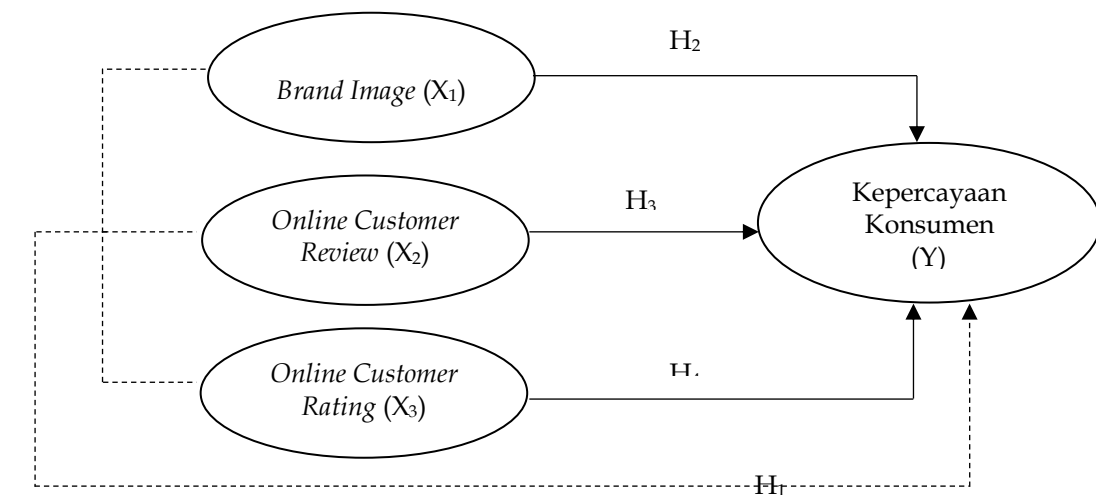 H₂
Brand Image (X₁)
Kepercayaan
Konsumen
(Y)
H₃
Online Customer
Review (X₂)
Online Customer
Rating (X₃)
H₁